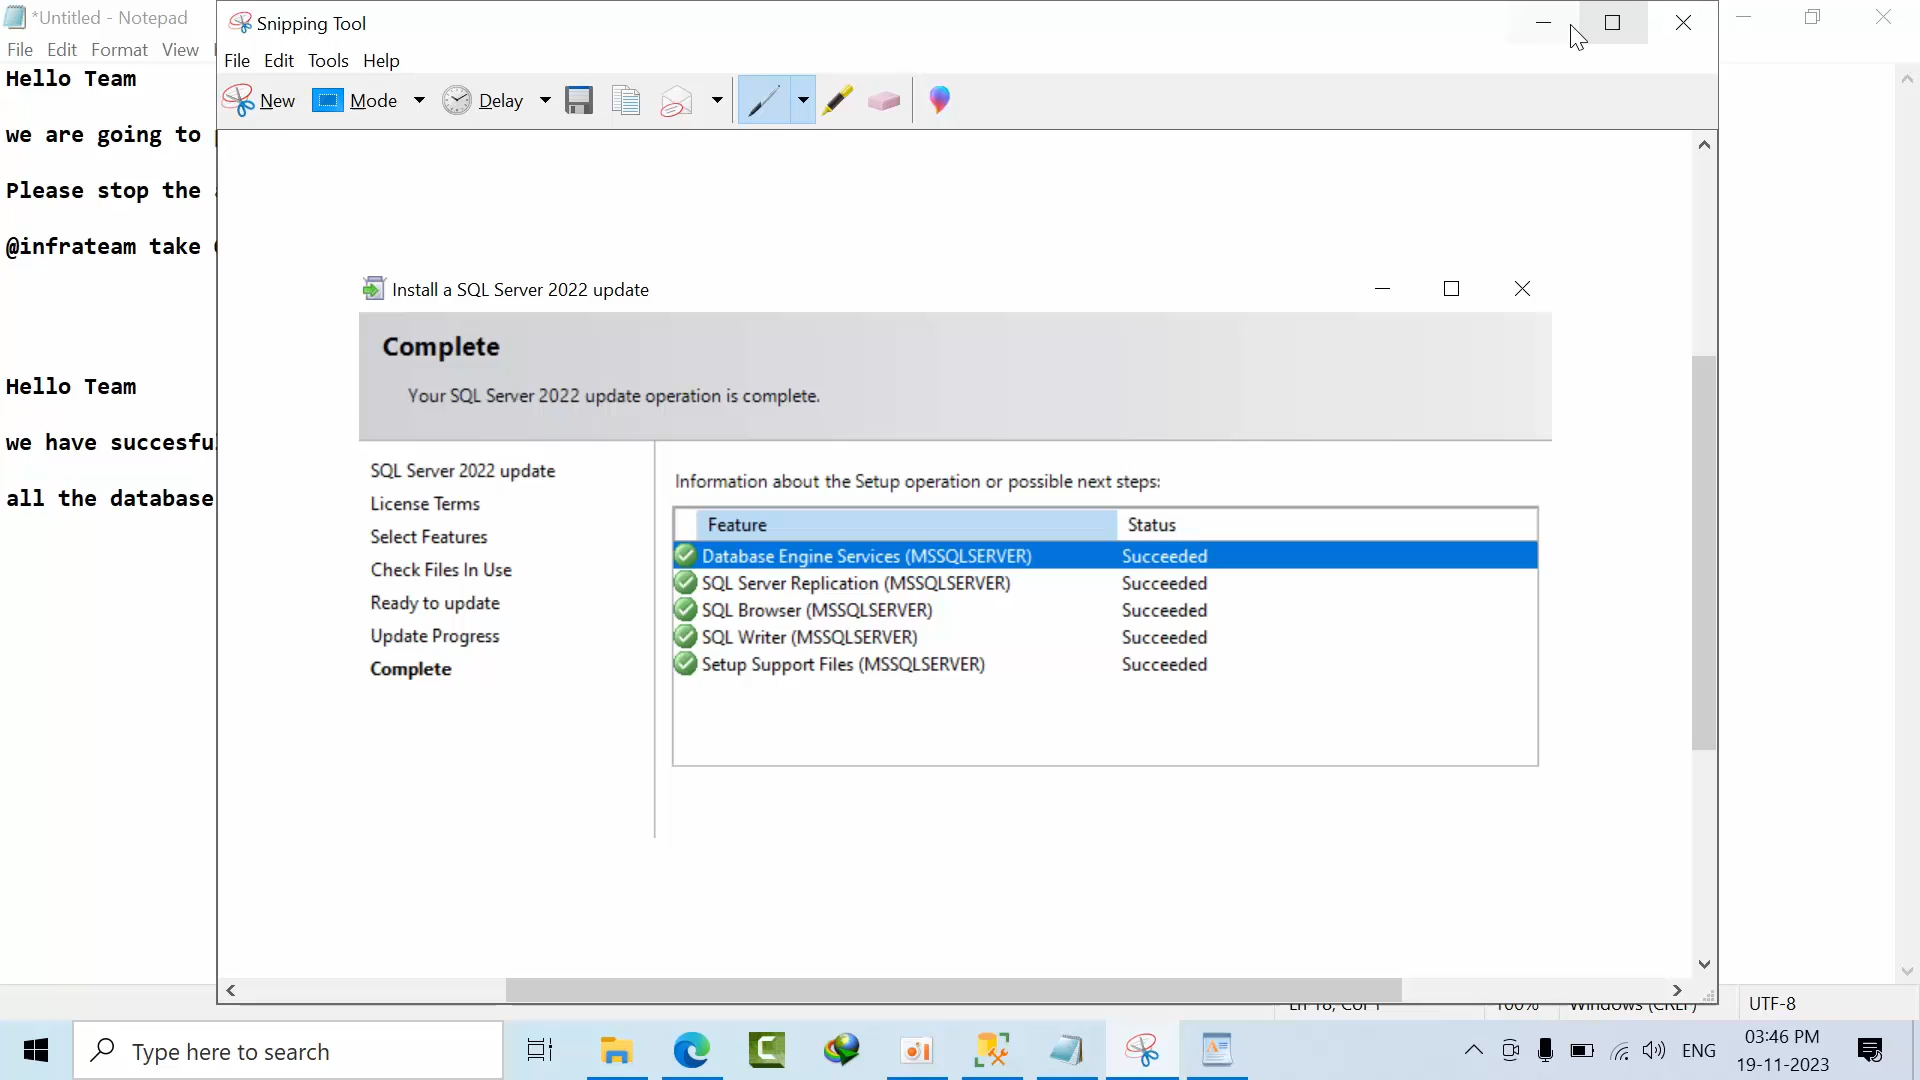 *Untitled - Notepad
File Edit Format View
Hello Team
we are going to
Please stop the
@infrateam take
Hello Team
we have succesfu
all the database
Snipping Tool
File Edit Tools Help
New Mode Delay
Install a SQL Server 2022 update
Complete
Your SQL Server 2022 update operation is complete.
SQL Server 2022 update
License Terms
Select Features
Check Files In Use
Ready to update
Update Progress
Complete
Information about the Setup operation or possible next steps:
Feature Status
Database Engine Services (MSSQLSERVER) Succeeded
SQL Server Replication (MSSQLSERVER) Succeeded
SQL Browser (MSSQLSERVER) Succeeded
SQL Writer (MSSQLSERVER) Succeeded
Setup Support Files (MSSQLSERVER) Succeeded
100% Windows (CRLF) UTF-8
Type here to search
ENG
03:46 PM
19-11-2023